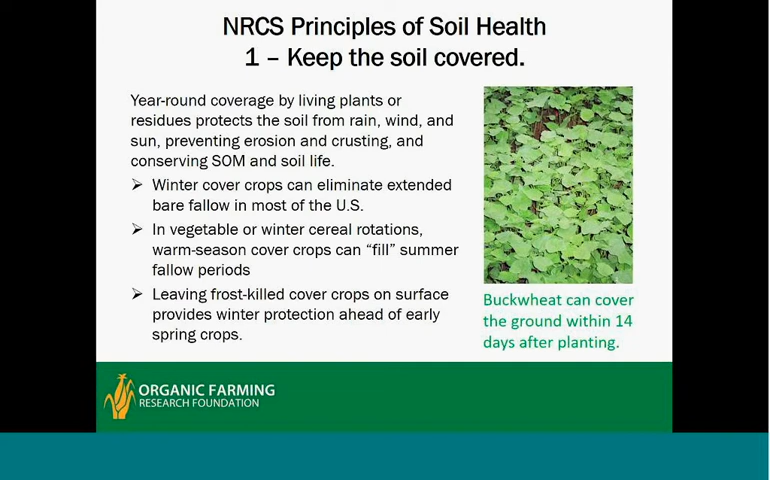 NRCS Principles of Soil Health
1 – Keep the soil covered.
Year-round coverage by living plants or
residues protects the soil from rain, wind, and
sun, preventing erosion and crusting, and
conserving SOM and soil life.
➢ Winter cover crops can eliminate extended
bare fallow in most of the U.S.
➢ In vegetable or winter cereal rotations,
warm-season cover crops can “fill” summer
fallow periods
➢ Leaving frost-killed cover crops on surface
provides winter protection ahead of early
spring crops.
Buckwheat can cover
the ground within 14
days after planting.
ORGANIC FARMING
RESEARCH FOUNDATION